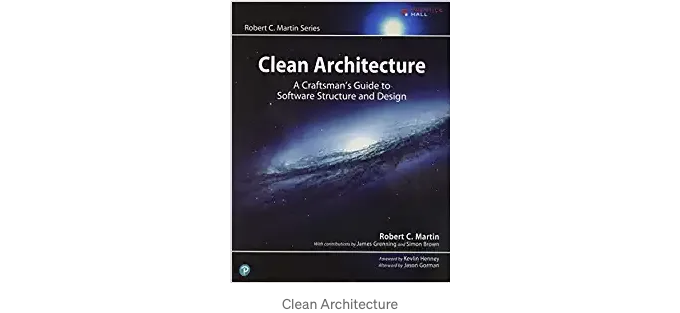 Robert C. Martin Series
HALL
Clean Architecture
A Craftsman's Guide to
Software Structure and Design
Robert C. Martin
With contributions by James Grenning and Simon Brown
Foreword by Kevlin Henney
Afterword by Jason Gorman
Clean Architecture